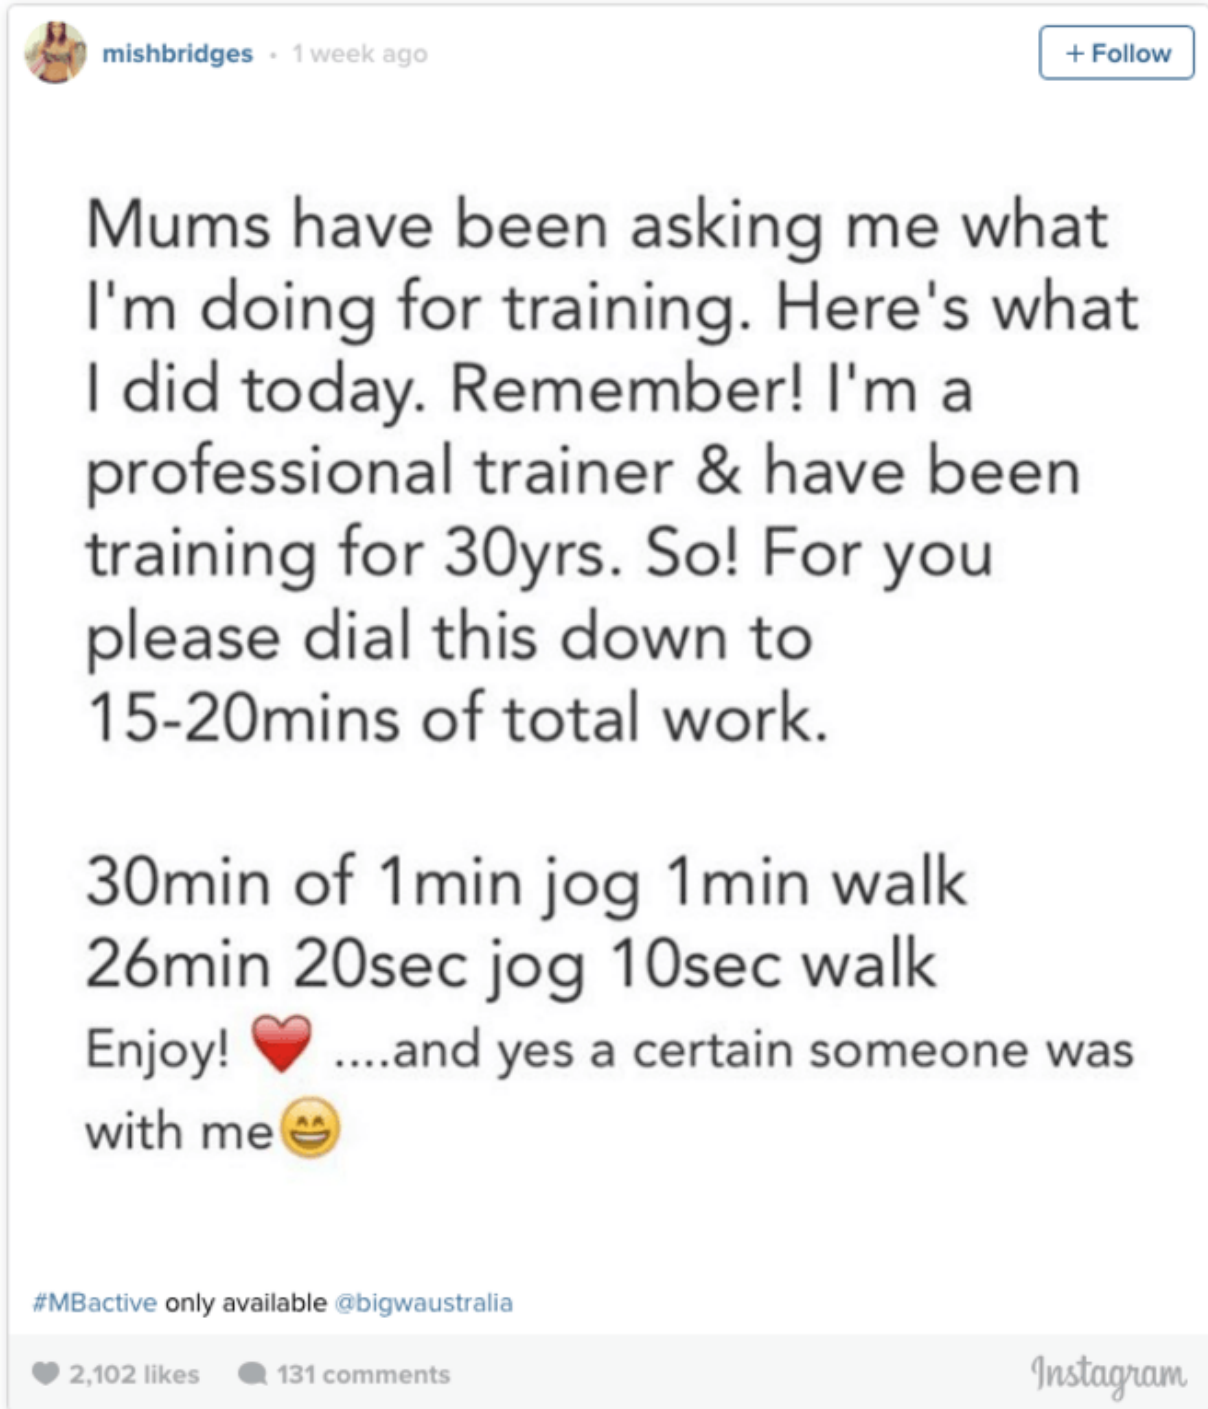 mishbridges • 1 week ago
+ Follow
Mums have been asking me what
I'm doing for training. Here's what
I did today. Remember! I'm a
professional trainer & have been
training for 30yrs. So! For you
please dial this down to
15-20mins of total work.
30min of 1min jog 1min walk
26min 20sec jog 10sec walk
Enjoy! ❤️ ....and yes a certain someone was
with me😄
#MBactive only available @bigwaustralia
2,102 likes 131 comments
Instagram